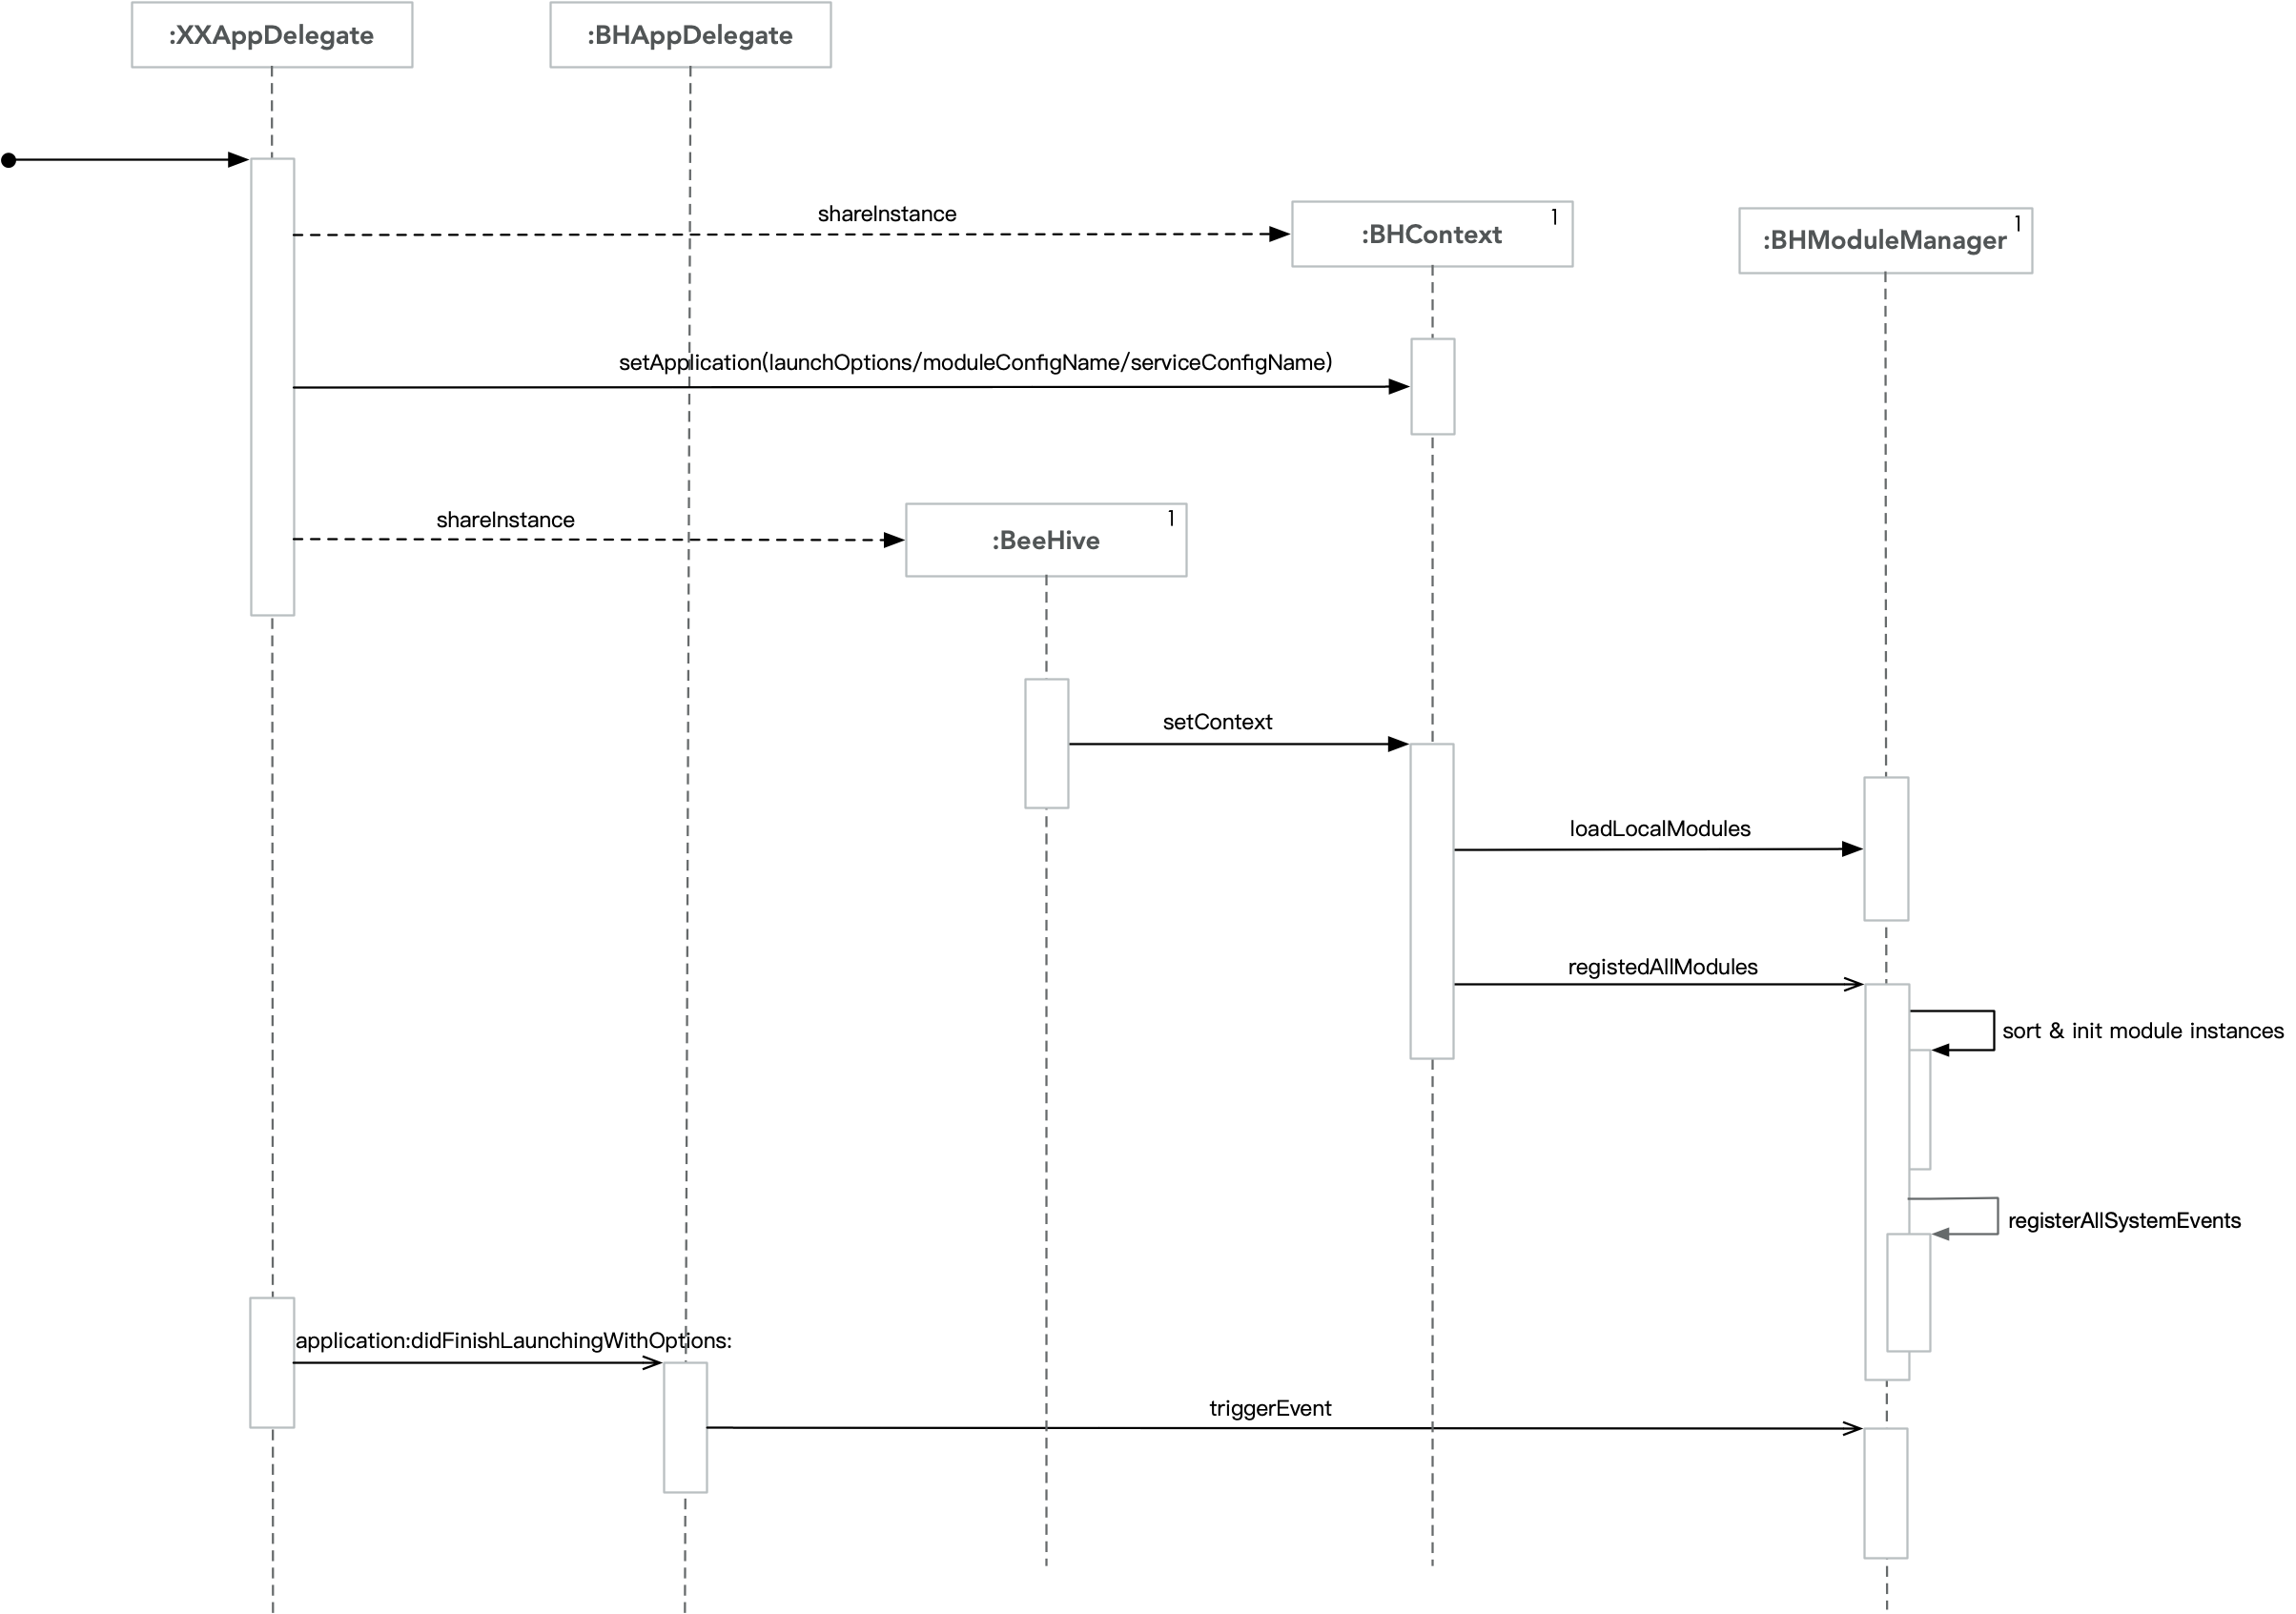 :XXAppDelegate
:BHAppDelegate
shareInstance
:BHContext
1
:BHModuleManager
1
setApplication(launchOptions/moduleConfigName/serviceConfigName)
shareInstance
:BeeHive
1
setContext
loadLocalModules
registedAllModules
sort & init module instances
registerAllSystemEvents
application:didFinishLaunchingWithOptions:
triggerEvent